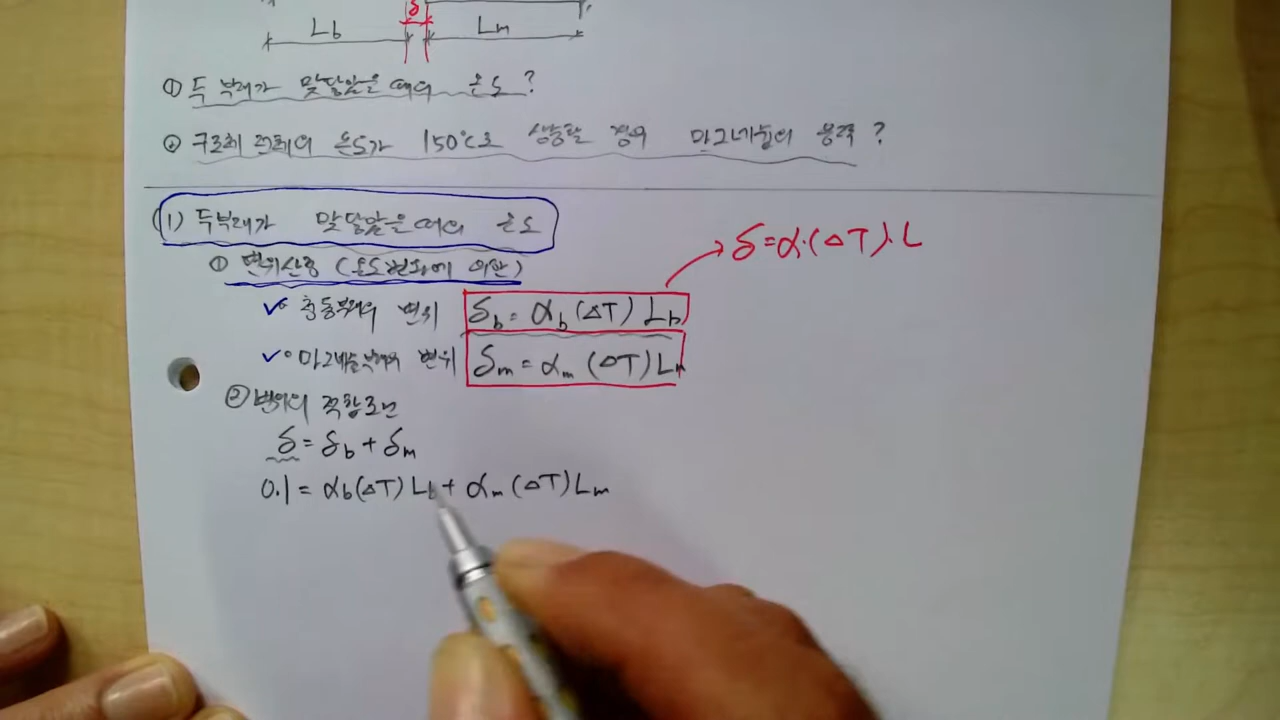 δ
Lb Lm
① 두 부재가 맞닿았을 때의 온도?
② 구조체 전체의 온도가 150℃로 상승할 경우 마그네슘의 응력?
(1) 두부재가 맞닿았을 때의 온도
① 변위산정 (온도변화에 의한)
✓• 청동부재의 변위 δb = αb (ΔT) Lb
δ = α·(ΔT)·L
✓• 마그네슘부재의 변위 δm = αm (ΔT) Lm
② 변위의 적합조건
δ = δb + δm
0.1 = αb (ΔT) Lb + αm (ΔT) Lm